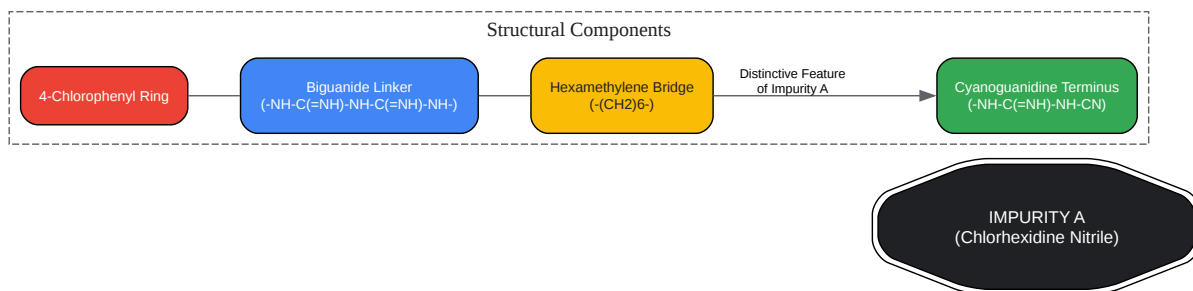 Structural Components
4-Chlorophenyl Ring
Biguanide Linker
(-NH-C(=NH)-NH-C(=NH)-NH-)
Hexamethylene Bridge
(-(CH2)6-)
Distinctive Feature
of Impurity A
Cyanoguanidine Terminus
(-NH-C(=NH)-NH-CN)
IMPURITY A
(Chlorhexidine Nitrile)